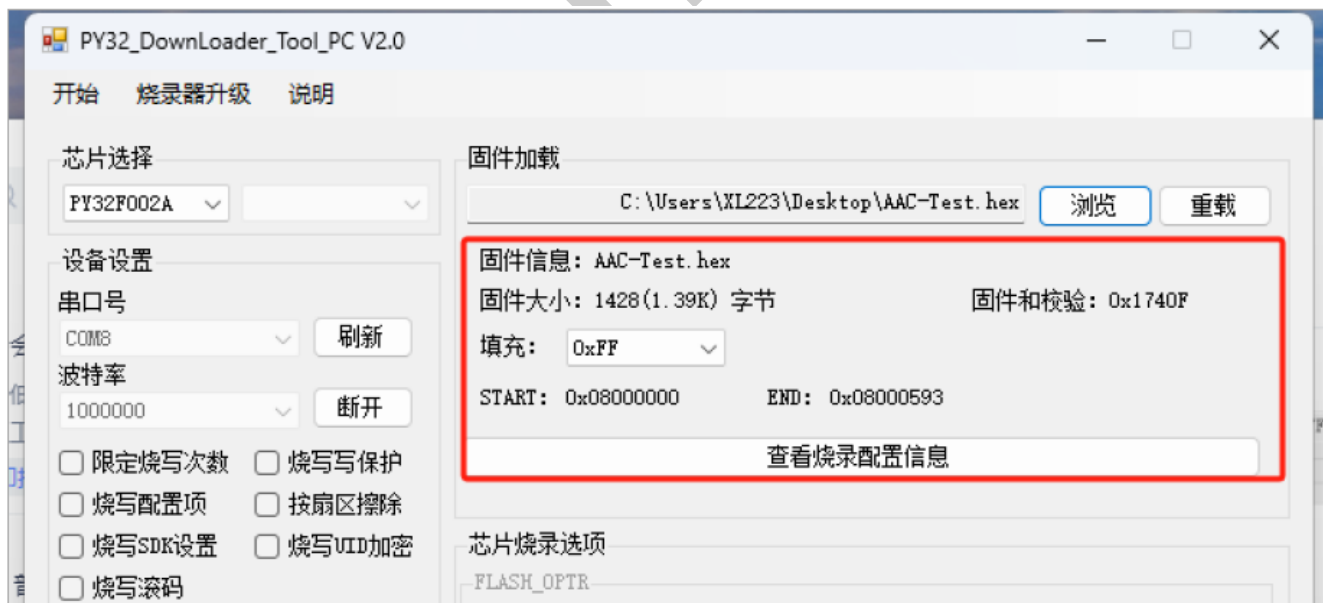 PY32_DownLoader_Tool_PC V2.0
开始 烧录器升级 说明
芯片选择
PY32F002A
设备设置
串口号
COM8 刷新
波特率
1000000 断开
限定烧写次数 烧写写保护
烧写配置项 按扇区擦除
烧写SDK设置 烧写UID加密
烧写滚码
固件加载
C:\Users\XL223\Desktop\AAC-Test.hex 浏览 重载
固件信息: AAC-Test.hex
固件大小: 1428(1.39K) 字节 固件和校验: 0x1740F
填充: 0xFF
START: 0x08000000 END: 0x08000593
查看烧录配置信息
芯片烧录选项
FLASH_OPTR